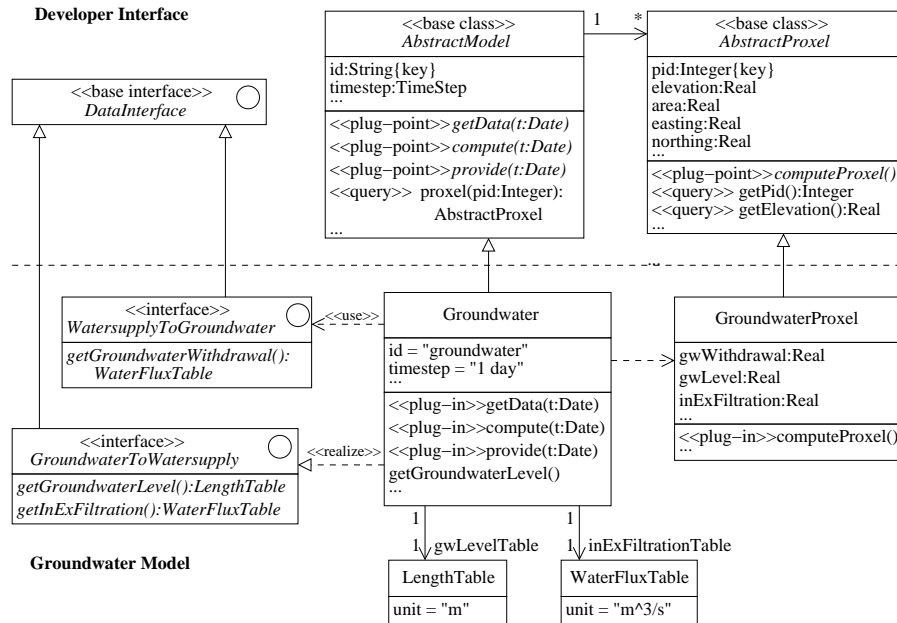 Developer Interface
<<base interface>>
DataInterface
<<base class>>
AbstractModel
id:String{key}
timestep:TimeStep
...
<<plug−point>>getData(t:Date)
<<plug−point>>compute(t:Date)
<<plug−point>>provide(t:Date)
<<query>> proxel(pid:Integer):
AbstractProxel
...
1
*
<<base class>>
AbstractProxel
pid:Integer{key}
elevation:Real
area:Real
easting:Real
northing:Real
...
<<plug−point>>computeProxel()
<<query>> getPid():Integer
<<query>> getElevation():Real
...
...
<<interface>>
WatersupplyToGroundwater
getGroundwaterWithdrawal():
WaterFluxTable
<<use>>
Groundwater
id = "groundwater"
timestep = "1 day"
...
<<plug−in>>getData(t:Date)
<<plug−in>>compute(t:Date)
<<plug−in>>provide(t:Date)
getGroundwaterLevel()
...
GroundwaterProxel
gwWithdrawal:Real
gwLevel:Real
inExFiltration:Real
...
<<plug−in>>computeProxel()
...
<<interface>>
GroundwaterToWatersupply
getGroundwaterLevel():LengthTable
getInExFiltration():WaterFluxTable
<<realize>>
1
1
1 gwLevelTable
1 inExFiltrationTable
Groundwater Model
LengthTable
unit = "m"
WaterFluxTable
unit = "m^3/s"